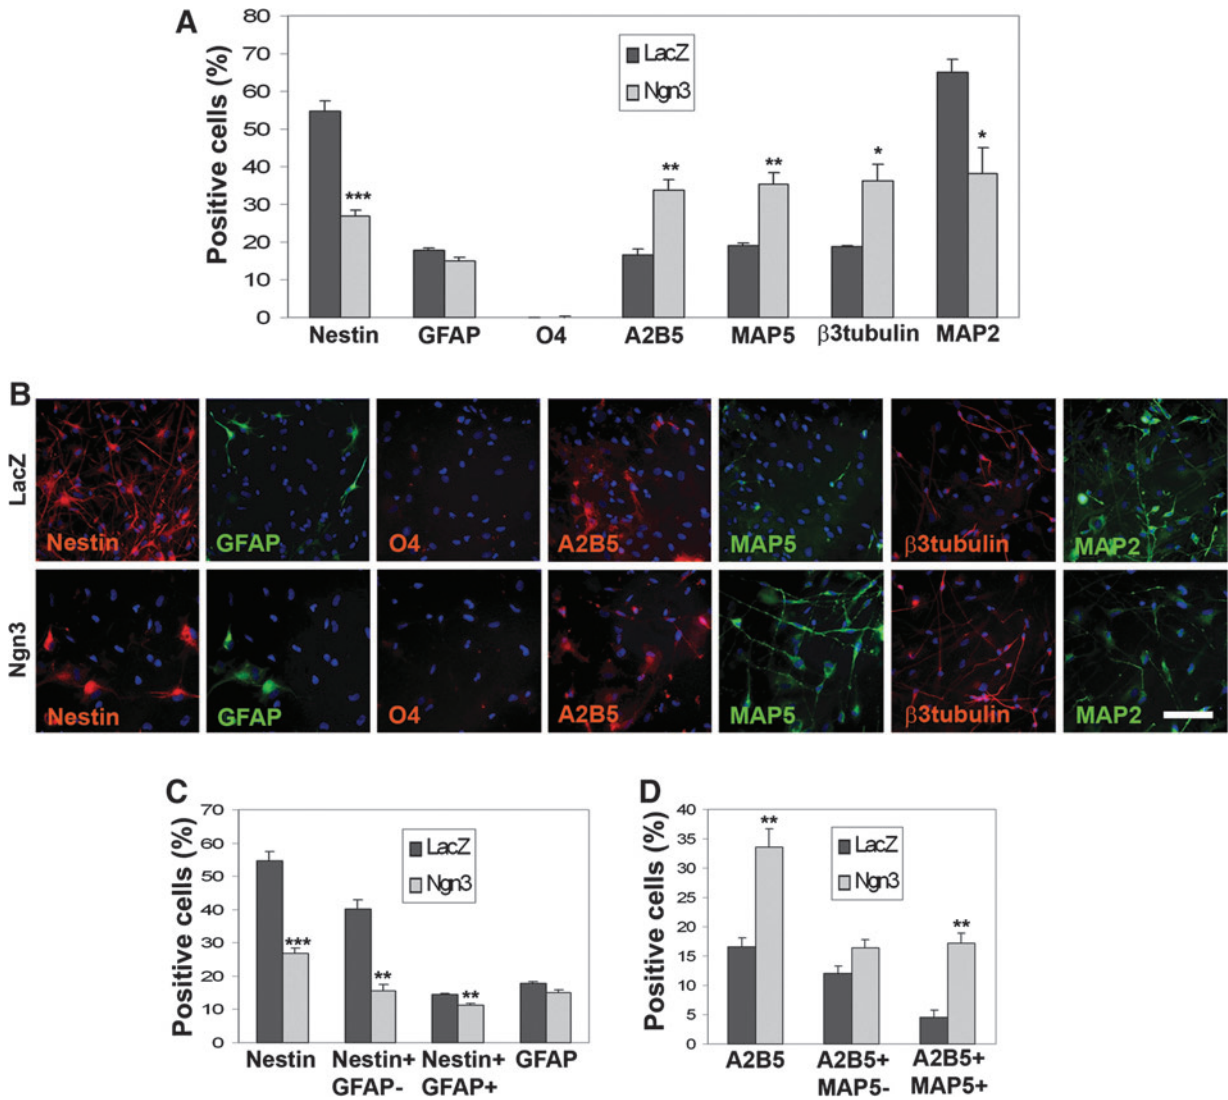 A
Positive cells (%)
80
70
60
50
40
30
20
10
0
LacZ
Ngn3
***
**
**
*
*
Nestin GFAP O4 A2B5 MAP5 β3tubulin MAP2
B
LacZ
Nestin GFAP O4 A2B5 MAP5 β3tubulin MAP2
Ngn3
Nestin GFAP O4 A2B5 MAP5 β3tubulin MAP2
C
Positive cells (%)
70
60
50
40
30
20
10
0
LacZ
Ngn3
***
**
**
Nestin Nestin+ Nestin+ GFAP
GFAP- GFAP+
D
Positive cells (%)
40
35
30
25
20
15
10
5
0
LacZ
Ngn3
**
**
A2B5 A2B5+ A2B5+
MAP5- MAP5+